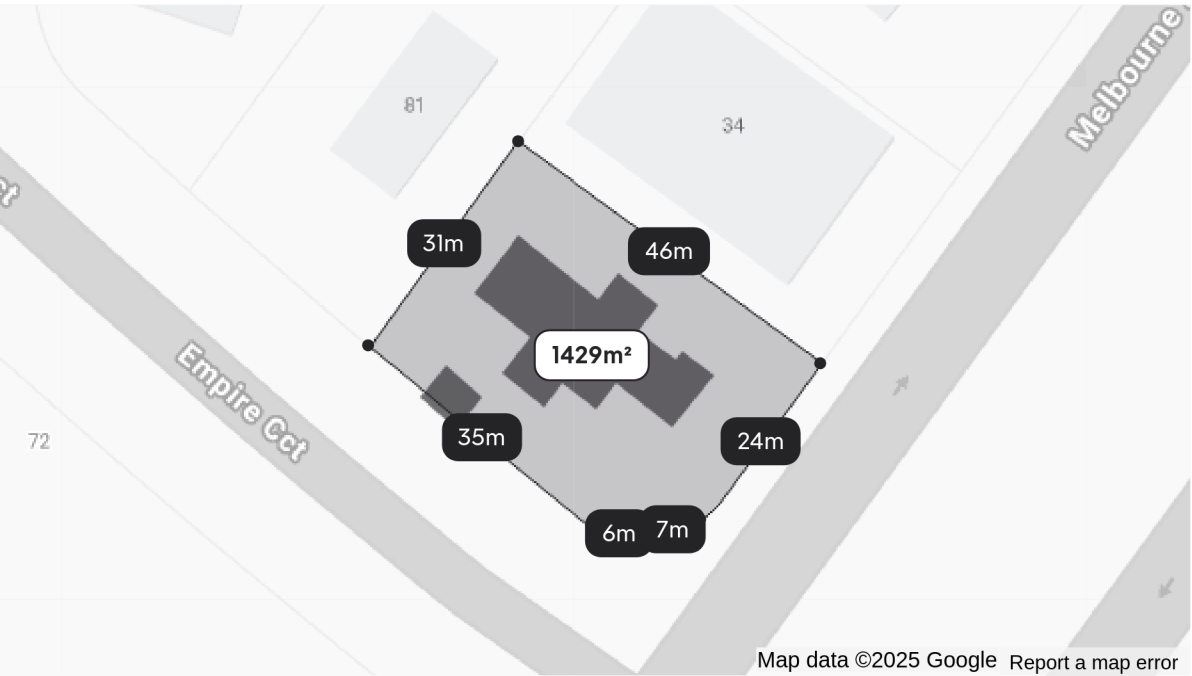 Melbourne
81
34
ct
31m
46m
1429m²
Empire Cct
72
35m
24m
6m
7m
Map data ©2025 Google
Report a map error